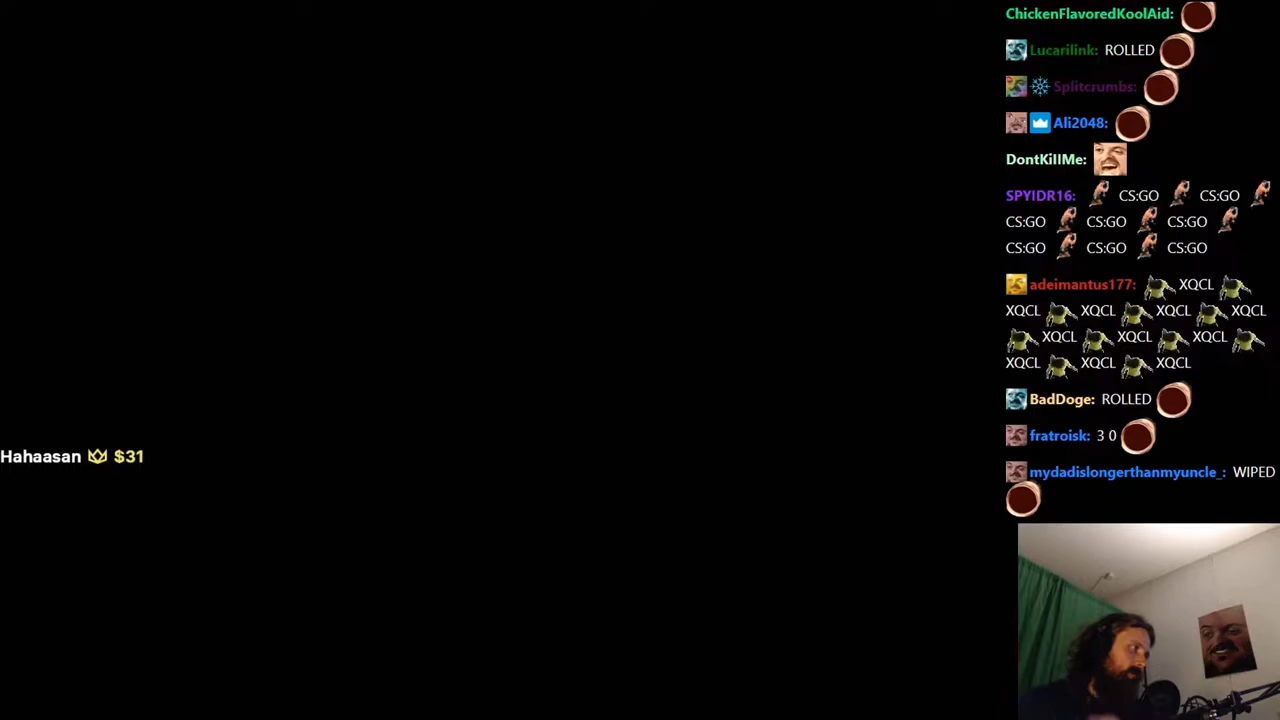 ChickenFlavoredKoolAid:
Lucarilink: ROLLED
Splitcrumbs:
Ali2048:
DontKillMe:
SPYIDR16: CS:GO CS:GO
CS:GO CS:GO CS:GO
CS:GO CS:GO CS:GO
adeimantus177: XQCL
XQCL XQCL XQCL XQCL
XQCL XQCL XQCL
XQCL XQCL XQCL
BadDoge: ROLLED
fratroisk: 3 0
Hahaasan $31
mydadislongerthanmyuncle_: WIPED